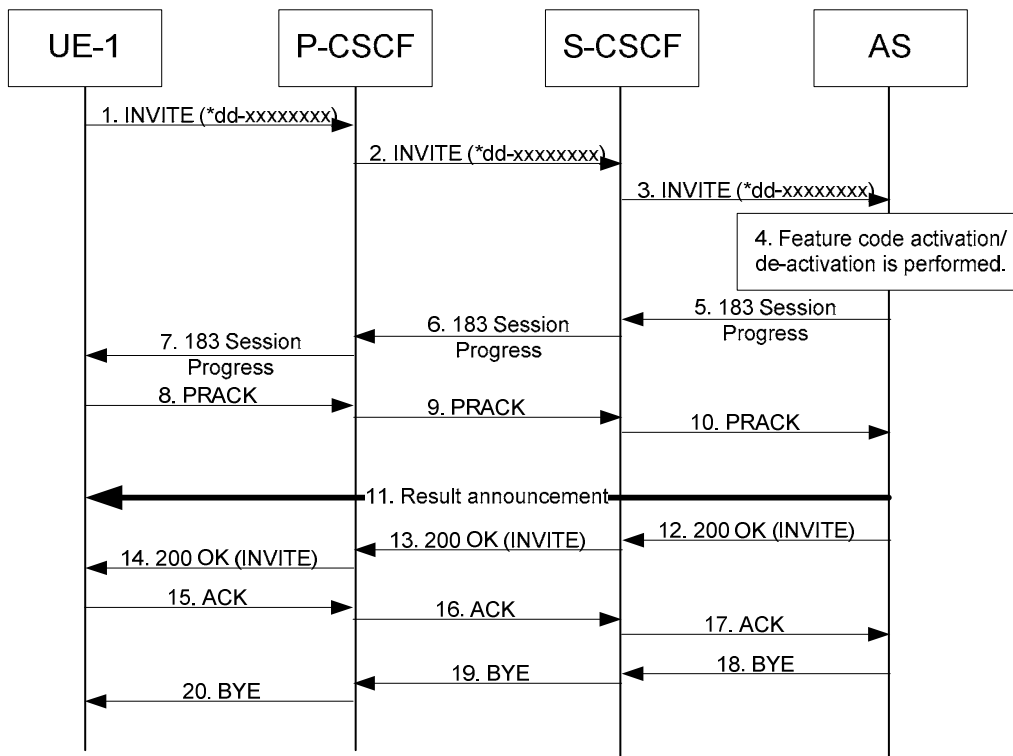 UE-1
P-CSCF
S-CSCF
AS
1. INVITE (*dd-xxxxxxxx)
2. INVITE (*dd-xxxxxxxx)
3. INVITE (*dd-xxxxxxxx)
4. Feature code activation/
de-activation is performed.
5. 183 Session
Progress
6. 183 Session
Progress
7. 183 Session
Progress
8. PRACK
9. PRACK
10. PRACK
11. Result announcement
12. 200 OK (INVITE)
13. 200 OK (INVITE)
14. 200 OK (INVITE)
15. ACK
16. ACK
17. ACK
18. BYE
19. BYE
20. BYE